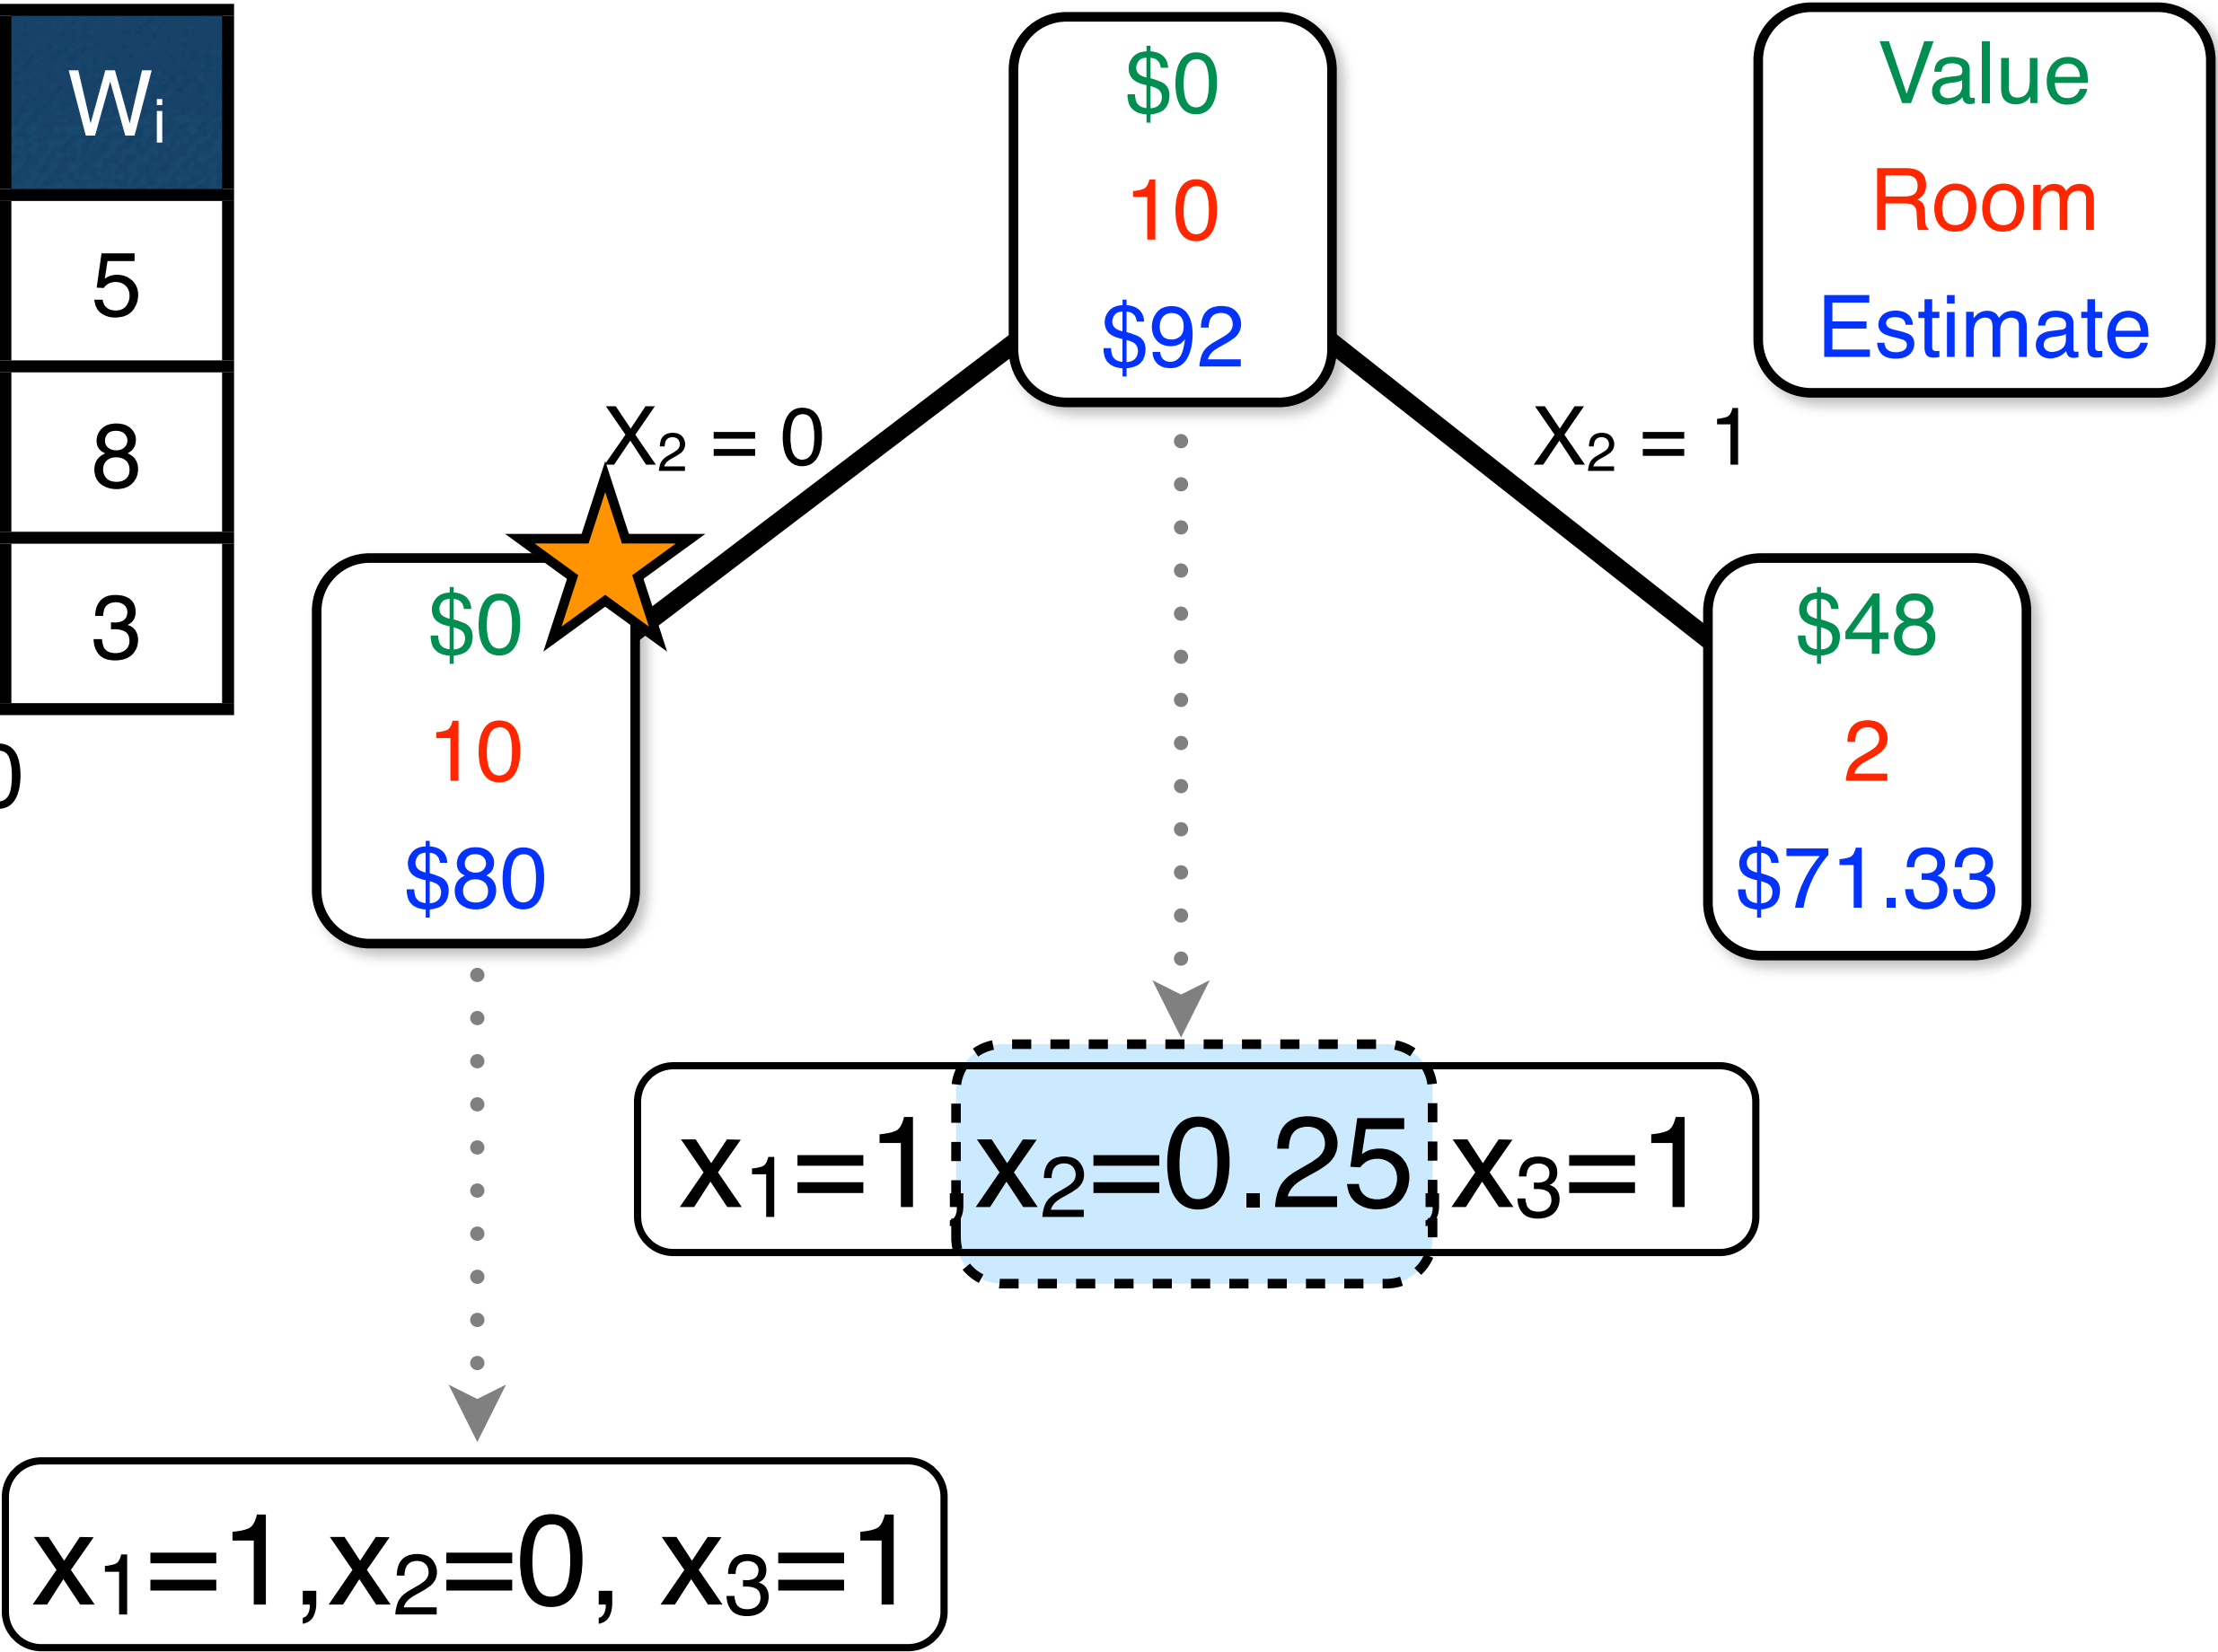 Wi
5
8
3
0
$0
10
$92
Value
Room
Estimate
x₂ = 0
x₂ = 1
$0
10
$80
$48
2
$71.33
x₁=1,x₂=0.25,x₃=1
x₁=1,x₂=0, x₃=1